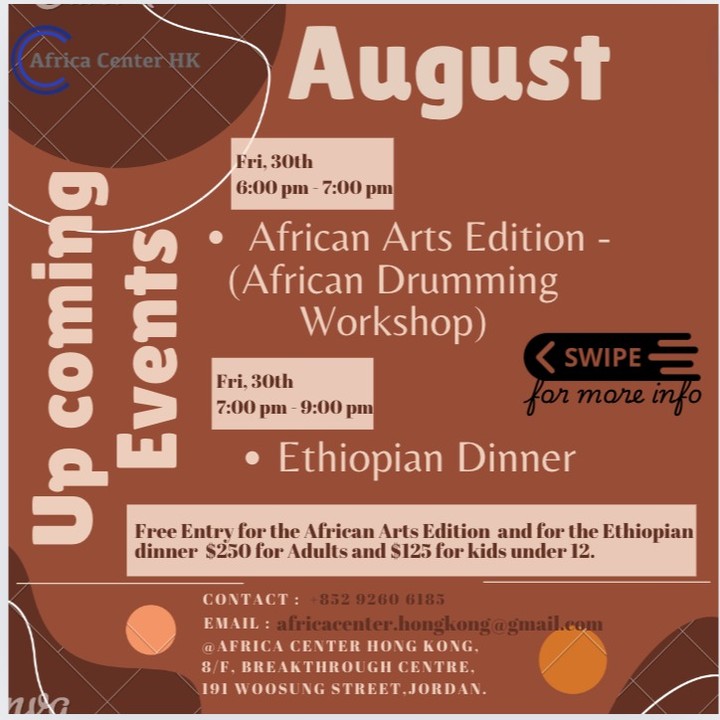 Africa Center HK
August
Up coming
Events
Fri, 30th
6:00 pm - 7:00 pm
• African Arts Edition -
(African Drumming
Workshop)
SWIPE
for more info
Fri, 30th
7:00 pm - 9:00 pm
• Ethiopian Dinner
Free Entry for the African Arts Edition and for the Ethiopian
dinner $250 for Adults and $125 for kids under 12.
CONTACT : +852 9260 6185
EMAIL : africacenter.hongkong@gmail.com
@AFRICA CENTER HONG KONG,
8/F, BREAKTHROUGH CENTRE,
191 WOOSUNG STREET,JORDAN.